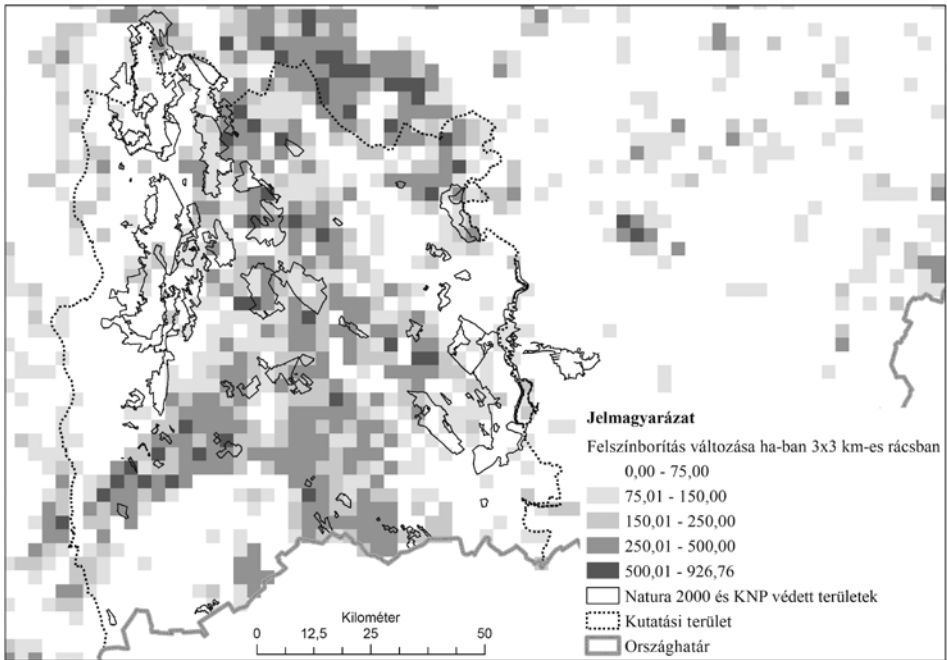 Jelmagyarázat
Felszínborítás változása ha-ban 3x3 km-es rácsban
0,00 - 75,00
75,01 - 150,00
150,01 - 250,00
250,01 - 500,00
500,01 - 926,76
Natura 2000 és KNP védett területek
Kutatási terület
Országhatár
Kilométer
0 12,5 25 50